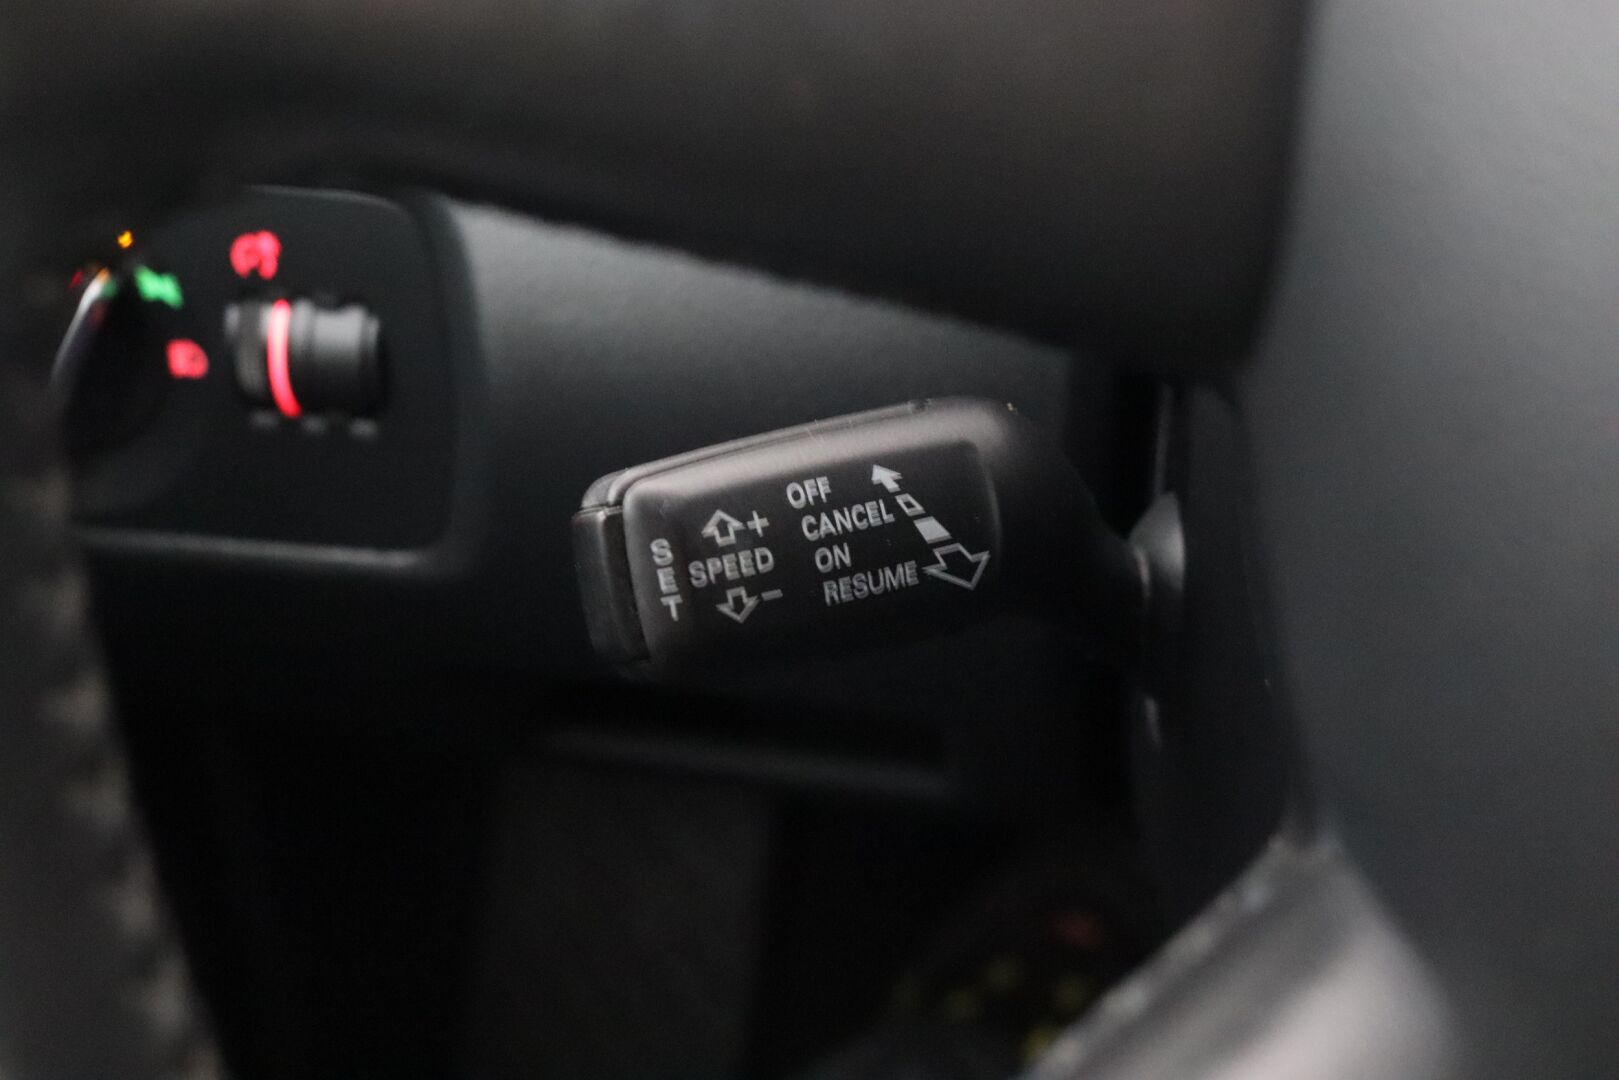 SET
+
SPEED
-
OFF
CANCEL
ON
RESUME